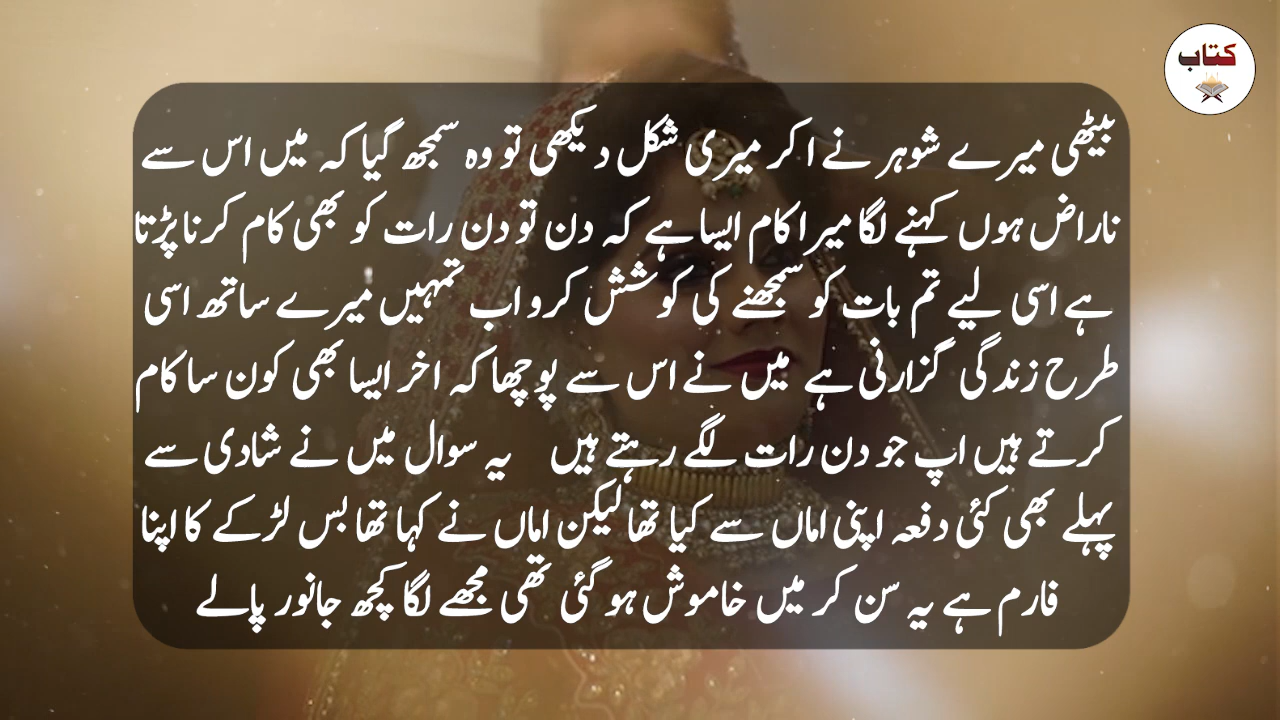 کتاب
بیٹھی میرے شوہر نے اکر میری شکل دیکھی تو وہ سمجھ گیا کہ میں اس سے
ناراض ہوں کہنے لگا میرا کام ایسا ہے کہ دن تو دن رات کو بھی کام کرنا پڑتا
ہے اسی لیے تم بات کو سمجھنے کی کوشش کرو اب تمہیں میرے ساتھ اسی
طرح زندگی گزارنی ہے میں نے اس سے پوچھا کہ اخر ایسا بھی کون سا کام
کرتے ہیں اپ جو دن رات لگے رہتے ہیں یہ سوال میں نے شادی سے
پہلے بھی کئی دفعہ اپنی اماں سے کیا تھا لیکن اماں نے کہا تھا بس لڑکے کا اپنا
فارم ہے یہ سن کر میں خاموش ہو گئی تھی مجھے لگا کچھ جانور پالے